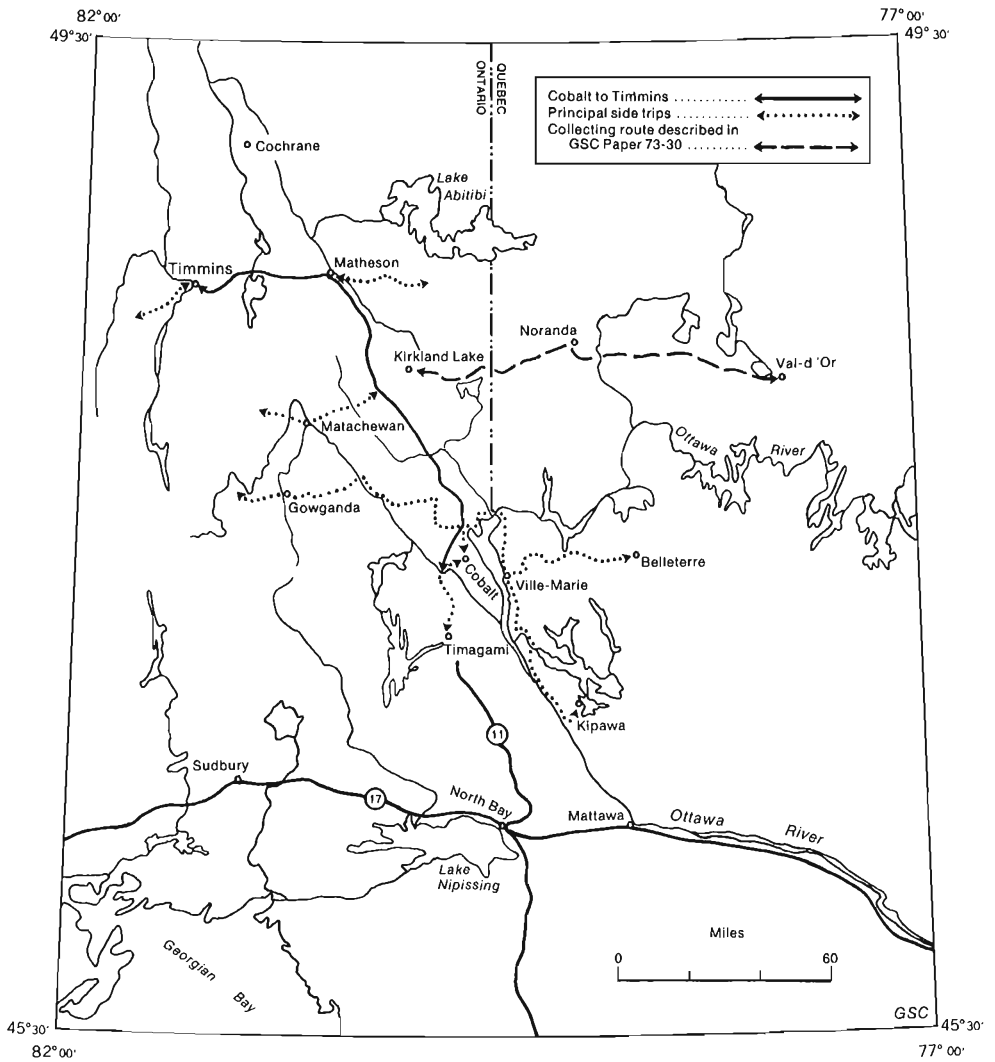 82° 00'
77° 00'
49° 30'
49° 30'
ONTARIO
QUEBEC
Cobalt to Timmins ..........
Principal side trips ..........
Collecting route described in
GSC Paper 73-30 ..........
Cochrane
Lake
Abitibi
Timmins
Matheson
Noranda
Kirkland Lake
Val-d'Or
Matachewan
Ottawa
River
Gowganda
Cobalt
Belleterre
Ville-Marie
Timagami
Kipawa
11
Sudbury
17
North Bay
Mattawa
Ottawa
River
Lake
Nipissing
Georgian
Bay
Miles
0
60
GSC
45° 30'
45° 30'
82° 00'
77° 00'